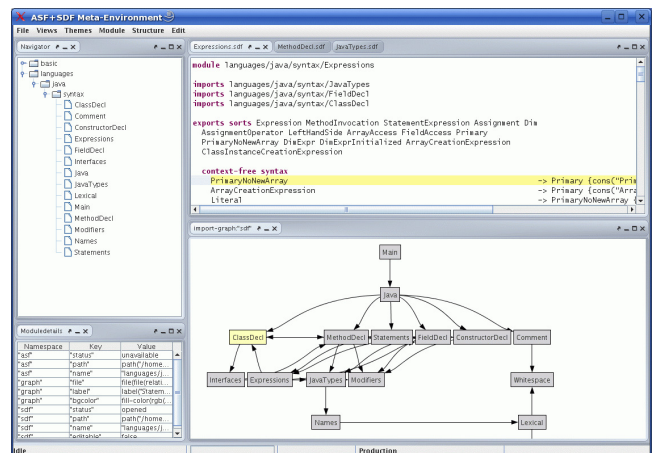 ASF+SDF Meta-Environment
File Views Themes Module Structure Edit
Navigator
basic
languages
java
syntax
ClassDecl
Comment
ConstructorDecl
Expressions
FieldDecl
Interfaces
Java
JavaTypes
Lexical
Main
MethodDecl
Modifiers
Names
Statements
Moduledetails
Namespace Key Value
"asf" "status" unavailable
"asf" "path" path("/home...
"asf" "name" "languages/j...
"graph" "file" file(file(relati...
"graph" "label" label("Statem...
"graph" "bgcolor" fill-color(rgb(...
"sdf" "status" opened
"sdf" "path" path("/home...
"sdf" "name" "languages/j...
"sdf" "editable" false
Expressions.sdf MethodDecl.sdf JavaTypes.sdf
module languages/java/syntax/Expressions
imports languages/java/syntax/JavaTypes
imports languages/java/syntax/FieldDecl
imports languages/java/syntax/ClassDecl
exports sorts Expression MethodInvocation StatementExpression Assignment Dim
AssignmentOperator LeftHandSide ArrayAccess FieldAccess Primary
PrimaryNoNewArray DimExpr DimExprInitialized ArrayCreationExpression
ClassInstanceCreationExpression
context-free syntax
PrimaryNoNewArray -> Primary {cons("Prim
ArrayCreationExpression -> Primary {cons("Arra
Literal -> PrimaryNoNewArray {
import-graph:"sdf"
Main
Java
ClassDecl MethodDecl Statements FieldDecl ConstructorDecl Comment
Interfaces Expressions JavaTypes Modifiers Whitespace
Names Lexical
Idle Production